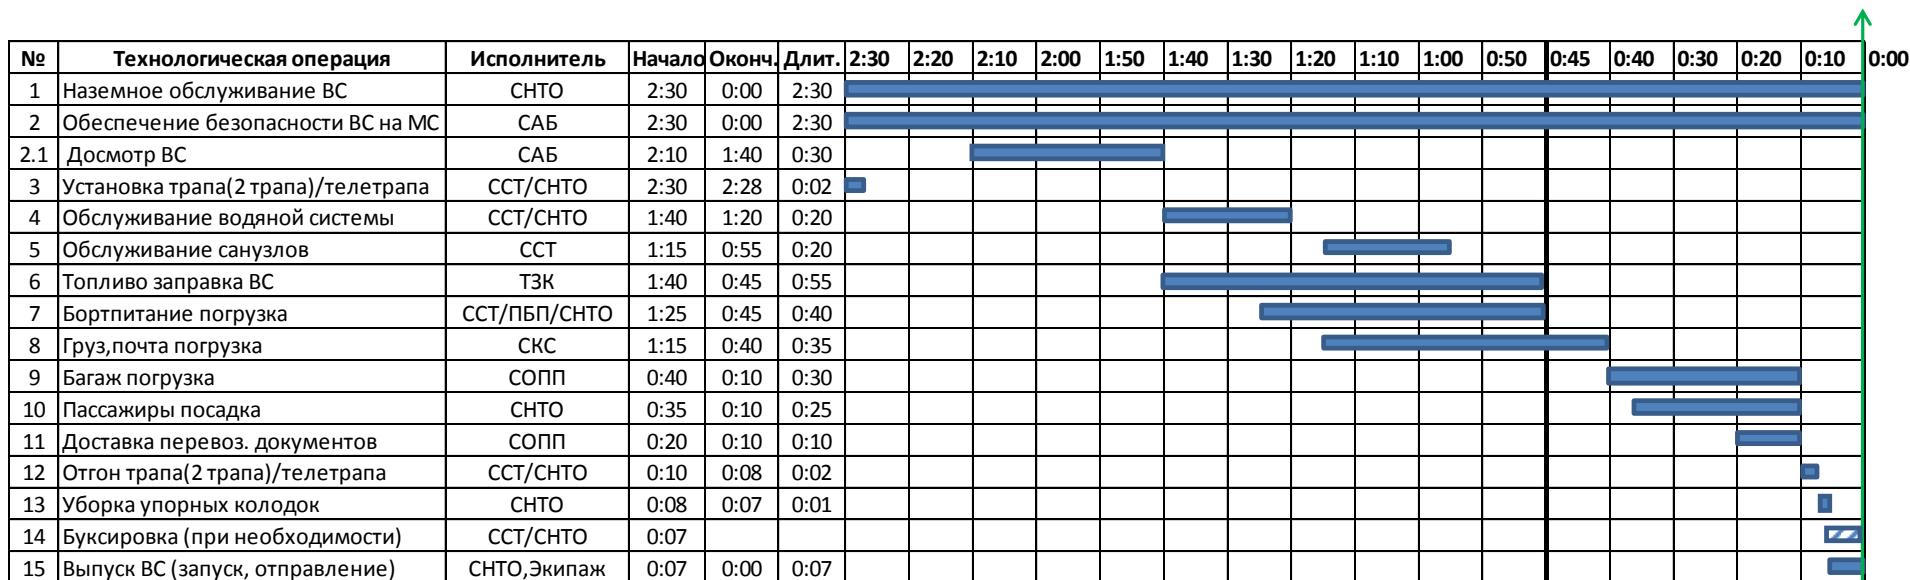 № Технологическая операция Исполнитель Начало Оконч. Длит. 2:30 2:20 2:10 2:00 1:50 1:40 1:30 1:20 1:10 1:00 0:50 0:45 0:40 0:30 0:20 0:10 0:00
1 Наземное обслуживание ВС СНТО 2:30 0:00 2:30
2 Обеспечение безопасности ВС на МС САБ 2:30 0:00 2:30
2.1 Досмотр ВС САБ 2:10 1:40 0:30
3 Установка трапа(2 трапа)/телетрапа ССТ/СНТО 2:30 2:28 0:02
4 Обслуживание водяной системы ССТ/СНТО 1:40 1:20 0:20
5 Обслуживание санузлов ССТ 1:15 0:55 0:20
6 Топливо заправка ВС ТЗК 1:40 0:45 0:55
7 Бортпитание погрузка ССТ/ПБП/СНТО 1:25 0:45 0:40
8 Груз,почта погрузка СКС 1:15 0:40 0:35
9 Багаж погрузка СОПП 0:40 0:10 0:30
10 Пассажиры посадка СНТО 0:35 0:10 0:25
11 Доставка перевоз. документов СОПП 0:20 0:10 0:10
12 Отгон трапа(2 трапа)/телетрапа ССТ/СНТО 0:10 0:08 0:02
13 Уборка упорных колодок СНТО 0:08 0:07 0:01
14 Буксировка (при необходимости) ССТ/СНТО 0:07
15 Выпуск ВС (запуск, отправление) СНТО,Экипаж 0:07 0:00 0:07